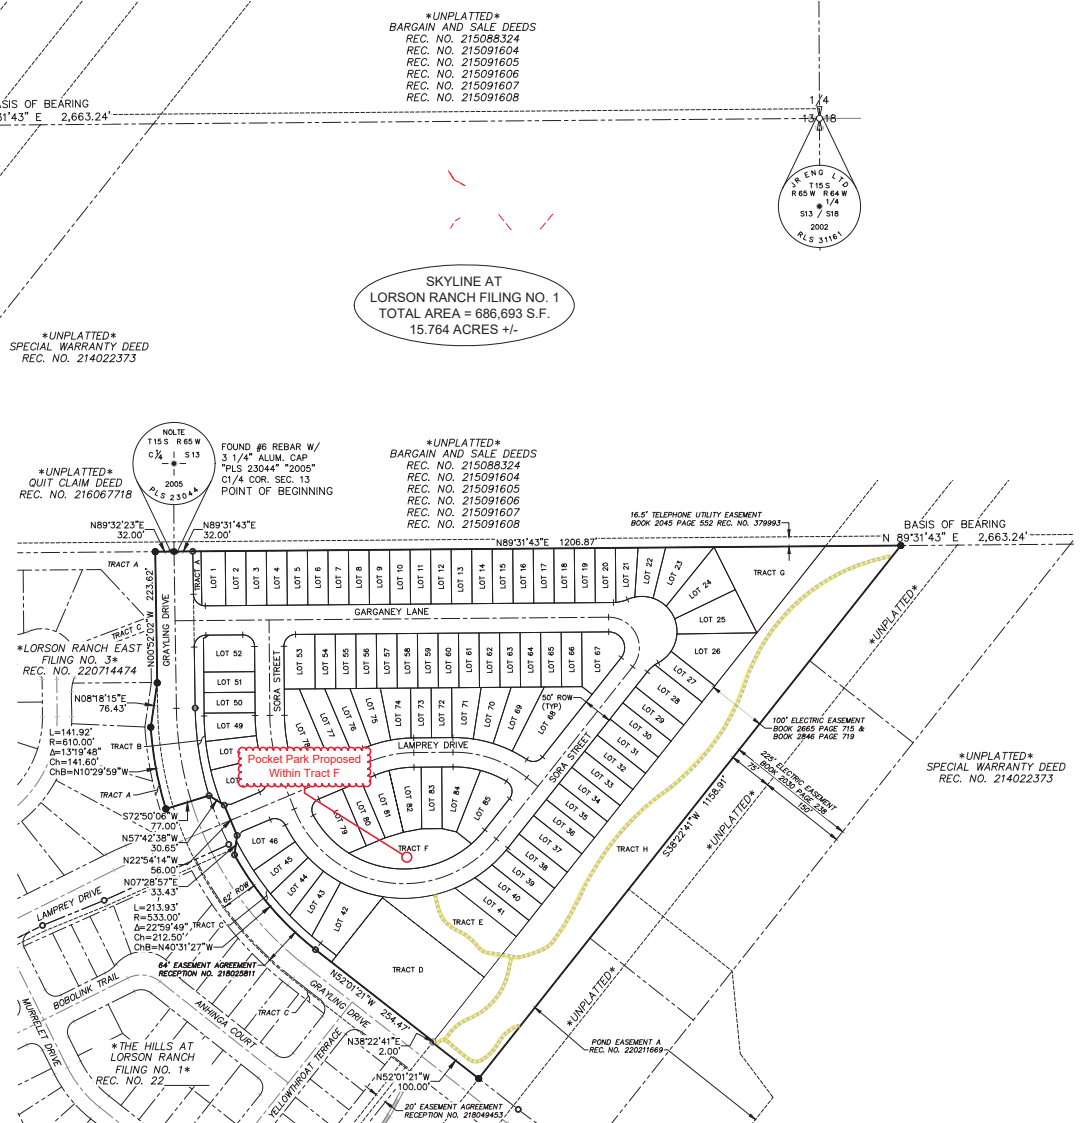 *UNPLATTED*
BARGAIN AND SALE DEEDS
REC. NO. 215088324
REC. NO. 215091604
REC. NO. 215091605
REC. NO. 215091606
REC. NO. 215091607
REC. NO. 215091608
ASIS OF BEARING
31'43" E 2,663.24'
1/4
13 18
JR ENG LTD
T15 S
R 65 W R 64 W
1/4
S13 / S18
2002
RLS 31161
SKYLINE AT
LORSON RANCH FILING NO. 1
TOTAL AREA = 686,693 S.F.
15.764 ACRES +/-
*UNPLATTED*
SPECIAL WARRANTY DEED
REC. NO. 214022373
NOLTE
T15 S R 65 W
C 1/4 S 13
2005
PLS 23044
FOUND #6 REBAR W/
3 1/4" ALUM. CAP
"PLS 23044" "2005"
C1/4 COR. SEC. 13
POINT OF BEGINNING
*UNPLATTED*
QUIT CLAIM DEED
REC. NO. 216067718
*UNPLATTED*
BARGAIN AND SALE DEEDS
REC. NO. 215088324
REC. NO. 215091604
REC. NO. 215091605
REC. NO. 215091606
REC. NO. 215091607
REC. NO. 215091608
16.5' TELEPHONE UTILITY EASEMENT
BOOK 2045 PAGE 552 REC. NO. 379993
BASIS OF BEARING
N 89°31'43" E 2,663.24'
N89°32'23"E
32.00'
N89°31'43"E
32.00'
N89°31'43"E 1206.87'
TRACT A
TRACT A
LOT 1
LOT 2
LOT 3
LOT 4
LOT 5
LOT 6
LOT 7
LOT 8
LOT 9
LOT 10
LOT 11
LOT 12
LOT 13
LOT 14
LOT 15
LOT 16
LOT 17
LOT 18
LOT 19
LOT 20
LOT 21
LOT 22
LOT 23
LOT 24
LOT 25
LOT 26
TRACT G
N00°52'02"W 223.62'
GRAYLING DRIVE
GARGANEY LANE
TRACT C
*LORSON RANCH EAST
FILING NO. 3*
REC. NO. 220714474
N08°18'15"E
76.43'
LOT 52
LOT 51
LOT 50
LOT 49
LOT
LOT
SORA STREET
LOT 53
LOT 54
LOT 55
LOT 56
LOT 57
LOT 58
LOT 59
LOT 60
LOT 61
LOT 62
LOT 63
LOT 64
LOT 65
LOT 66
LOT 67
LOT 78
LOT 77
LOT 76
LOT 75
LOT 74
LOT 73
LOT 72
LOT 71
LOT 70
LOT 69
LOT 68
50' ROW
(TYP)
LAMPREY DRIVE
SORA STREET
LOT 27
LOT 28
LOT 29
LOT 30
LOT 31
LOT 32
LOT 33
LOT 34
LOT 35
LOT 36
LOT 37
LOT 38
LOT 39
LOT 40
LOT 41
*UNPLATTED*
100' ELECTRIC EASEMENT
BOOK 2665 PAGE 715 &
BOOK 2846 PAGE 719
225' ELECTRIC EASEMENT
BOOK 2030 PAGE 238
75'
150'
*UNPLATTED*
SPECIAL WARRANTY DEED
REC. NO. 214022373
*UNPLATTED*
S38°22'41"W 1158.91'
TRACT H
L=141.92'
R=610.00'
Δ=13°19'48"
Ch=141.60'
ChB=N10°29'59"W
TRACT B
TRACT A
Pocket Park Proposed
Within Tract F
LOT 79
LOT 80
LOT 81
LOT 82
LOT 83
LOT 84
LOT 85
TRACT F
S72°50'06"W
77.00'
N57°42'38"W
30.65'
N22°54'14"W
56.00'
N07°28'57"E
33.43'
L=213.93'
R=533.00'
Δ=22°59'49"
Ch=212.50'
ChB=N40°31'27"W
LOT 46
LOT 45
LOT 44
LOT 43
LOT 42
62' ROW
TRACT C
TRACT E
TRACT D
LAMPREY DRIVE
64' EASEMENT AGREEMENT
RECEPTION NO. 218025811
N52°01'21"W 254.47'
GRAYLING DRIVE
TRACT C
BOBOLINK TRAIL
MURRELET DRIVE
ANHINGA COURT
YELLOWTHROAT TERRACE
*THE HILLS AT
LORSON RANCH
FILING NO. 1*
REC. NO. 22______
N38°22'41"E
2.00'
N52°01'21"W
100.00'
20' EASEMENT AGREEMENT
RECEPTION NO. 218049453
*UNPLATTED*
POND EASEMENT A
REC. NO. 220211669